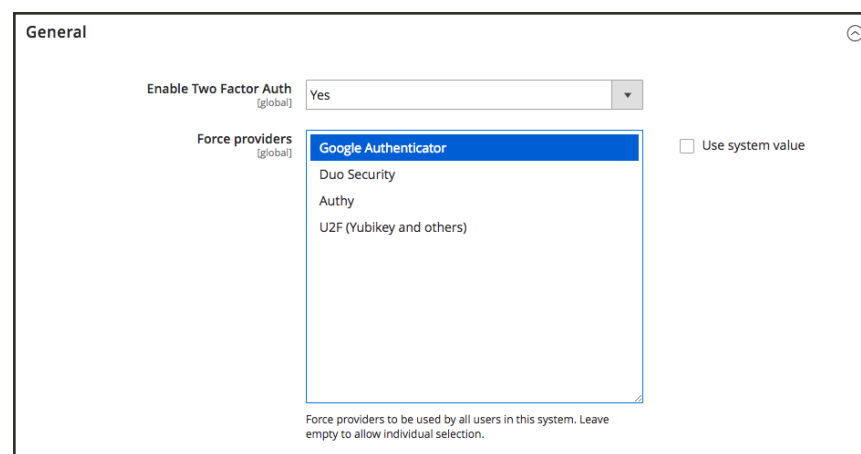 General
Enable Two Factor Auth
[global]
Yes
Force providers
[global]
Google Authenticator
Duo Security
Authy
U2F (Yubikey and others)
Use system value
Force providers to be used by all users in this system. Leave
empty to allow individual selection.